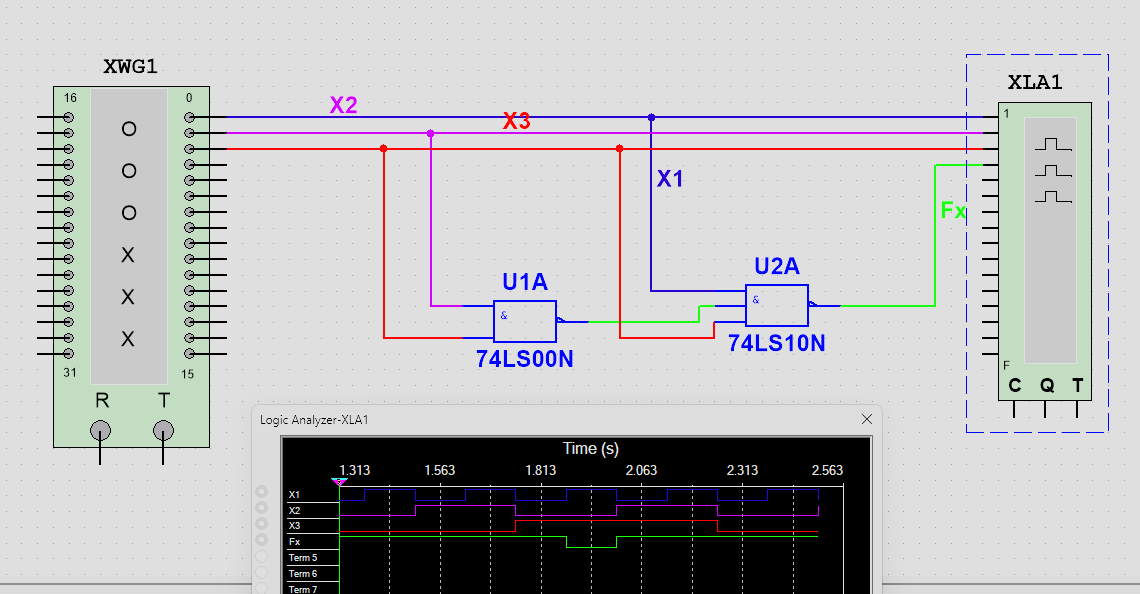 XWG1
16 0
O
O
O
X
X
X
31 15
R T
X2
X3
X1
Fx
U1A
&
74LS00N
U2A
&
74LS10N
XLA1
1
F
C Q T
Logic Analyzer-XLA1
Time (s)
1.313 1.563 1.813 2.063 2.313 2.563
X1
X2
X3
Fx
Term 5
Term 6
Term 7